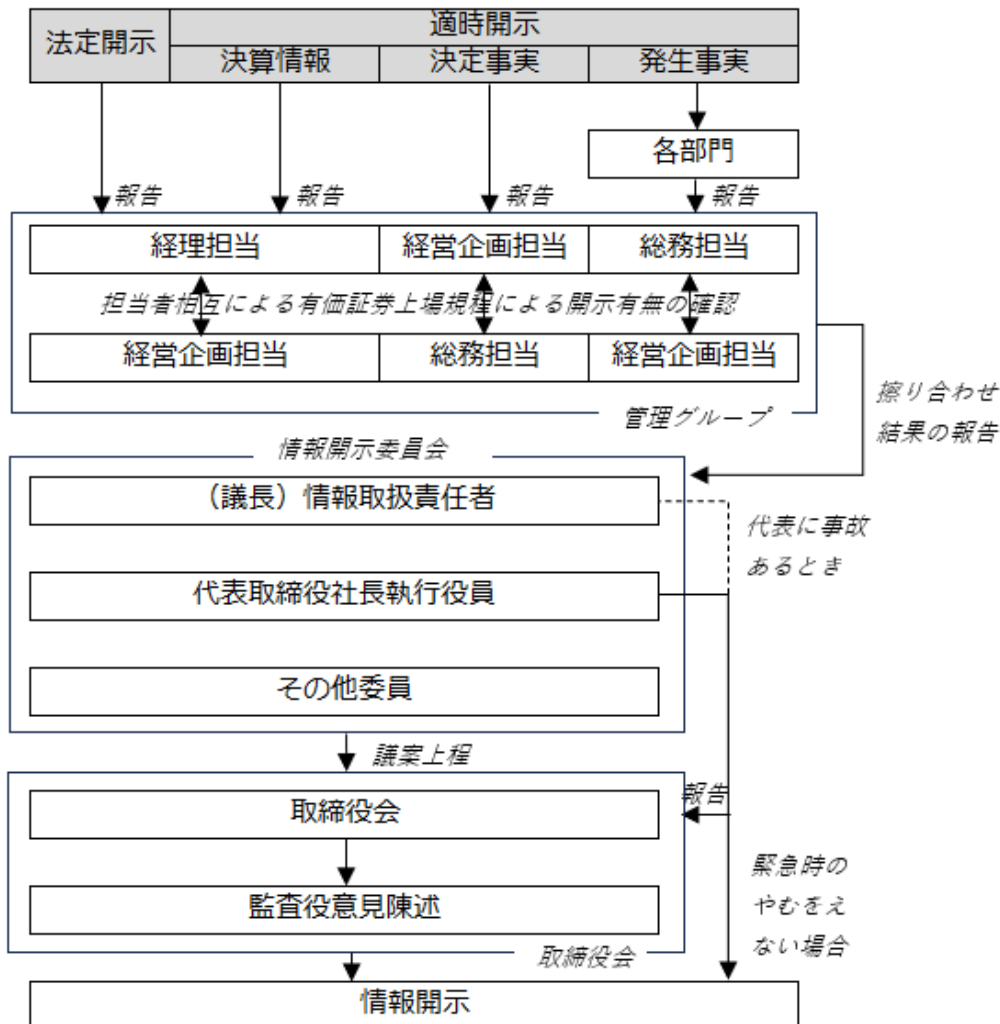 法定開示
適時開示
決算情報
決定事実
発生事実
各部門
報告
報告
報告
報告
経理担当
経営企画担当
総務担当
担当者相互による有価証券上場規程による開示有無の確認
経営企画担当
総務担当
経営企画担当
管理グループ
擦り合わせ
結果の報告
情報開示委員会
（議長）情報取扱責任者
代表に事故
あるとき
代表取締役社長執行役員
その他委員
議案上程
取締役会
報告
監査役意見陳述
緊急時の
やむをえ
ない場合
取締役会
情報開示